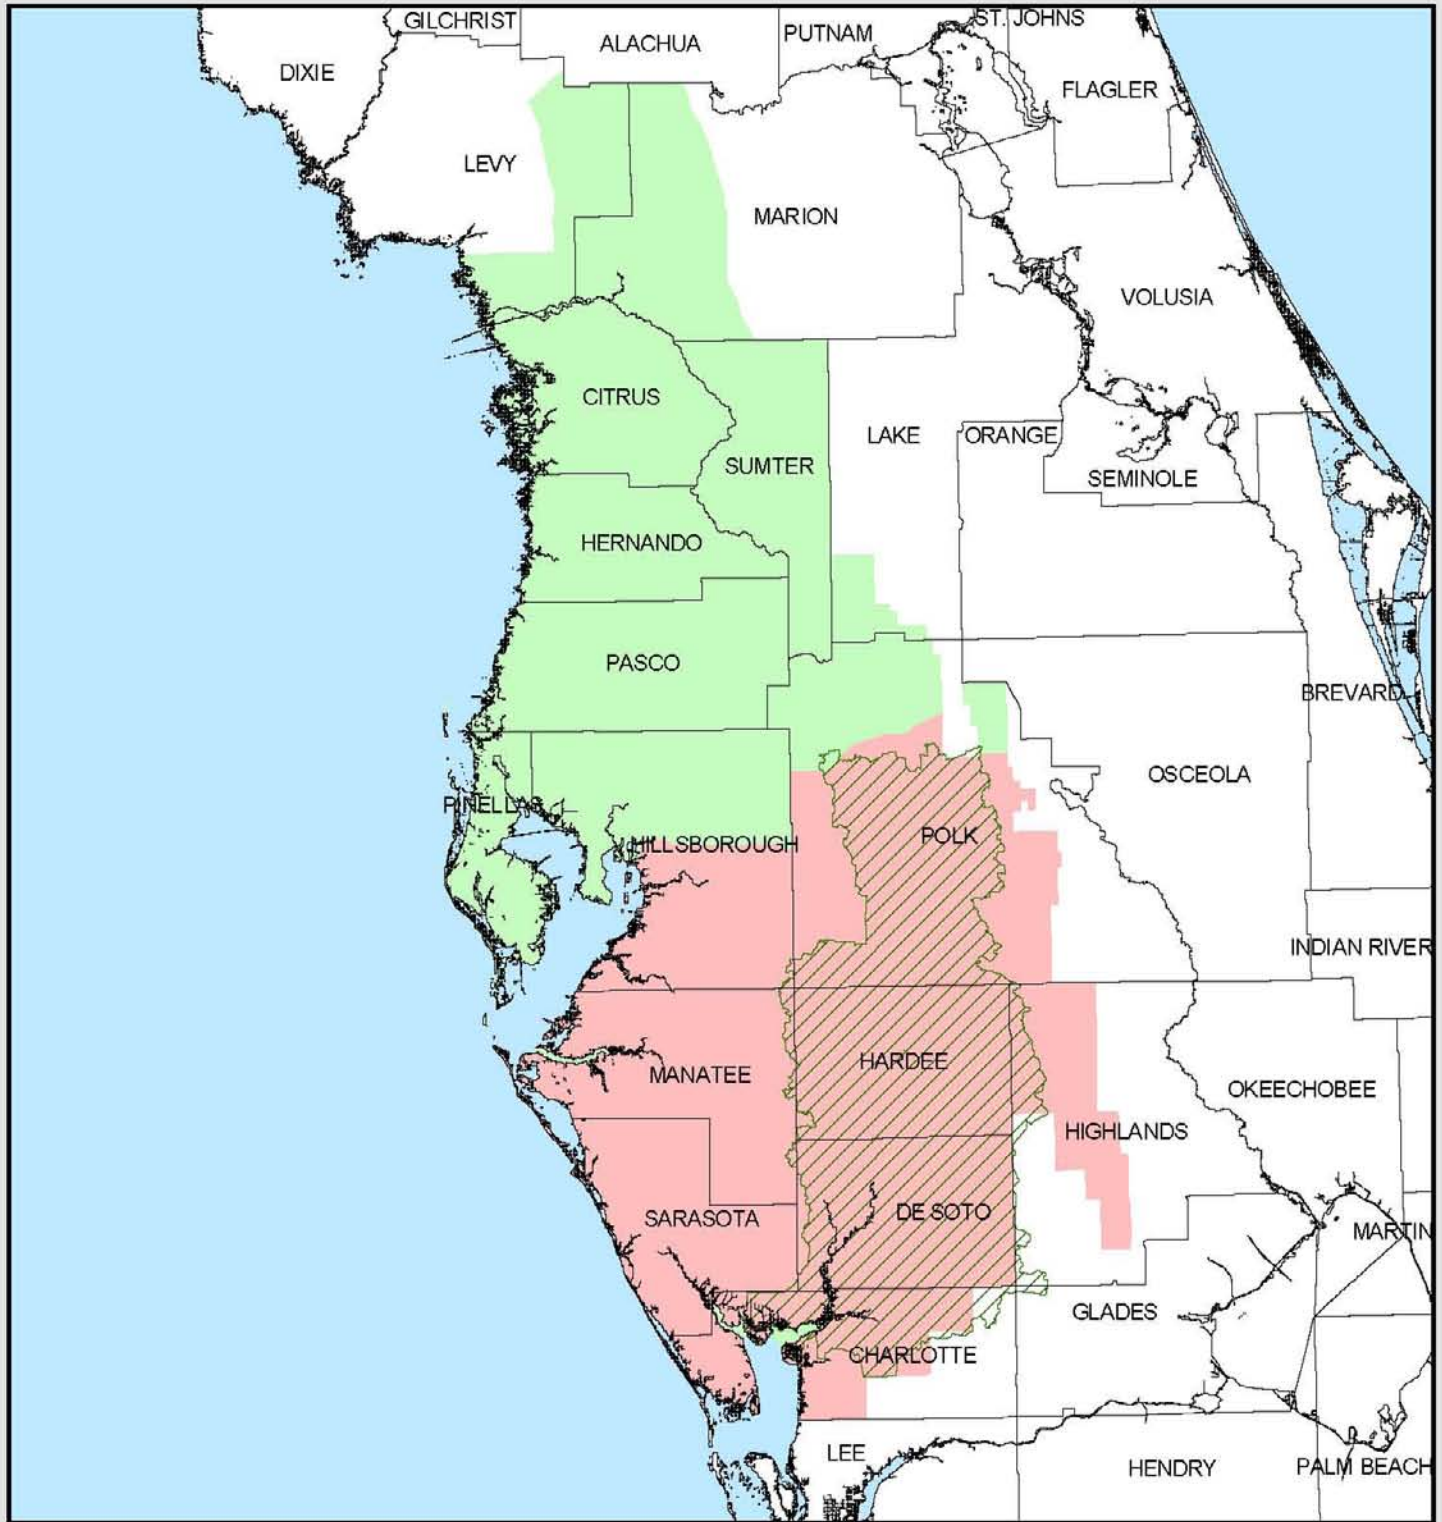 GILCHRIST
ST. JOHNS
ALACHUA
PUTNAM
DIXIE
FLAGLER
LEVY
MARION
VOLUSIA
CITRUS
LAKE
ORANGE
SUMTER
SEMINOLE
HERNANDO
PASCO
BREVARD
OSCEOLA
PINELLAS
POLK
HILLSBOROUGH
INDIAN RIVER
HARDEE
MANATEE
OKEECHOBEE
HIGHLANDS
DE SOTO
SARASOTA
MARTIN
GLADES
CHARLOTTE
LEE
HENDRY
PALM BEACH